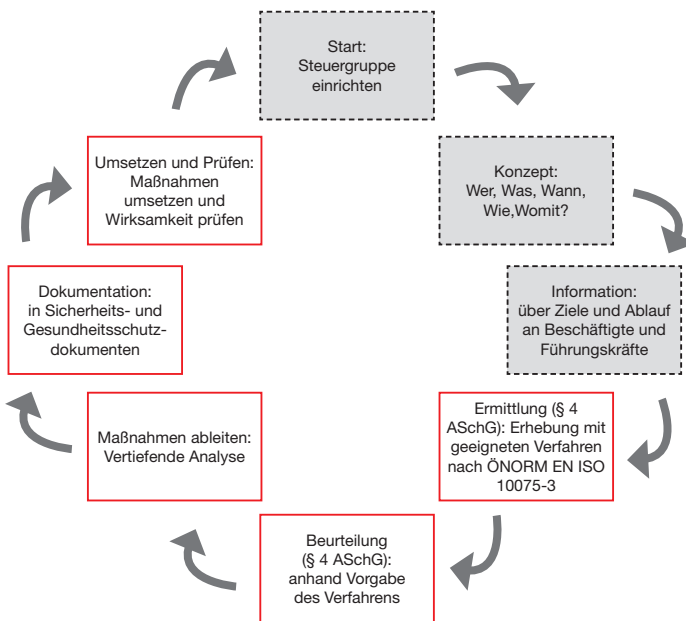 Start:
Steuergruppe
einrichten
Konzept:
Wer, Was, Wann,
Wie,Womit?
Information:
über Ziele und Ablauf
an Beschäftigte und
Führungskräfte
Ermittlung (§ 4
ASchG): Erhebung mit
geeigneten Verfahren
nach ÖNORM EN ISO
10075-3
Beurteilung
(§ 4 ASchG):
anhand Vorgabe
des Verfahrens
Maßnahmen ableiten:
Vertiefende Analyse
Dokumentation:
in Sicherheits- und
Gesundheitsschutz-
dokumenten
Umsetzen und Prüfen:
Maßnahmen
umsetzen und
Wirksamkeit prüfen